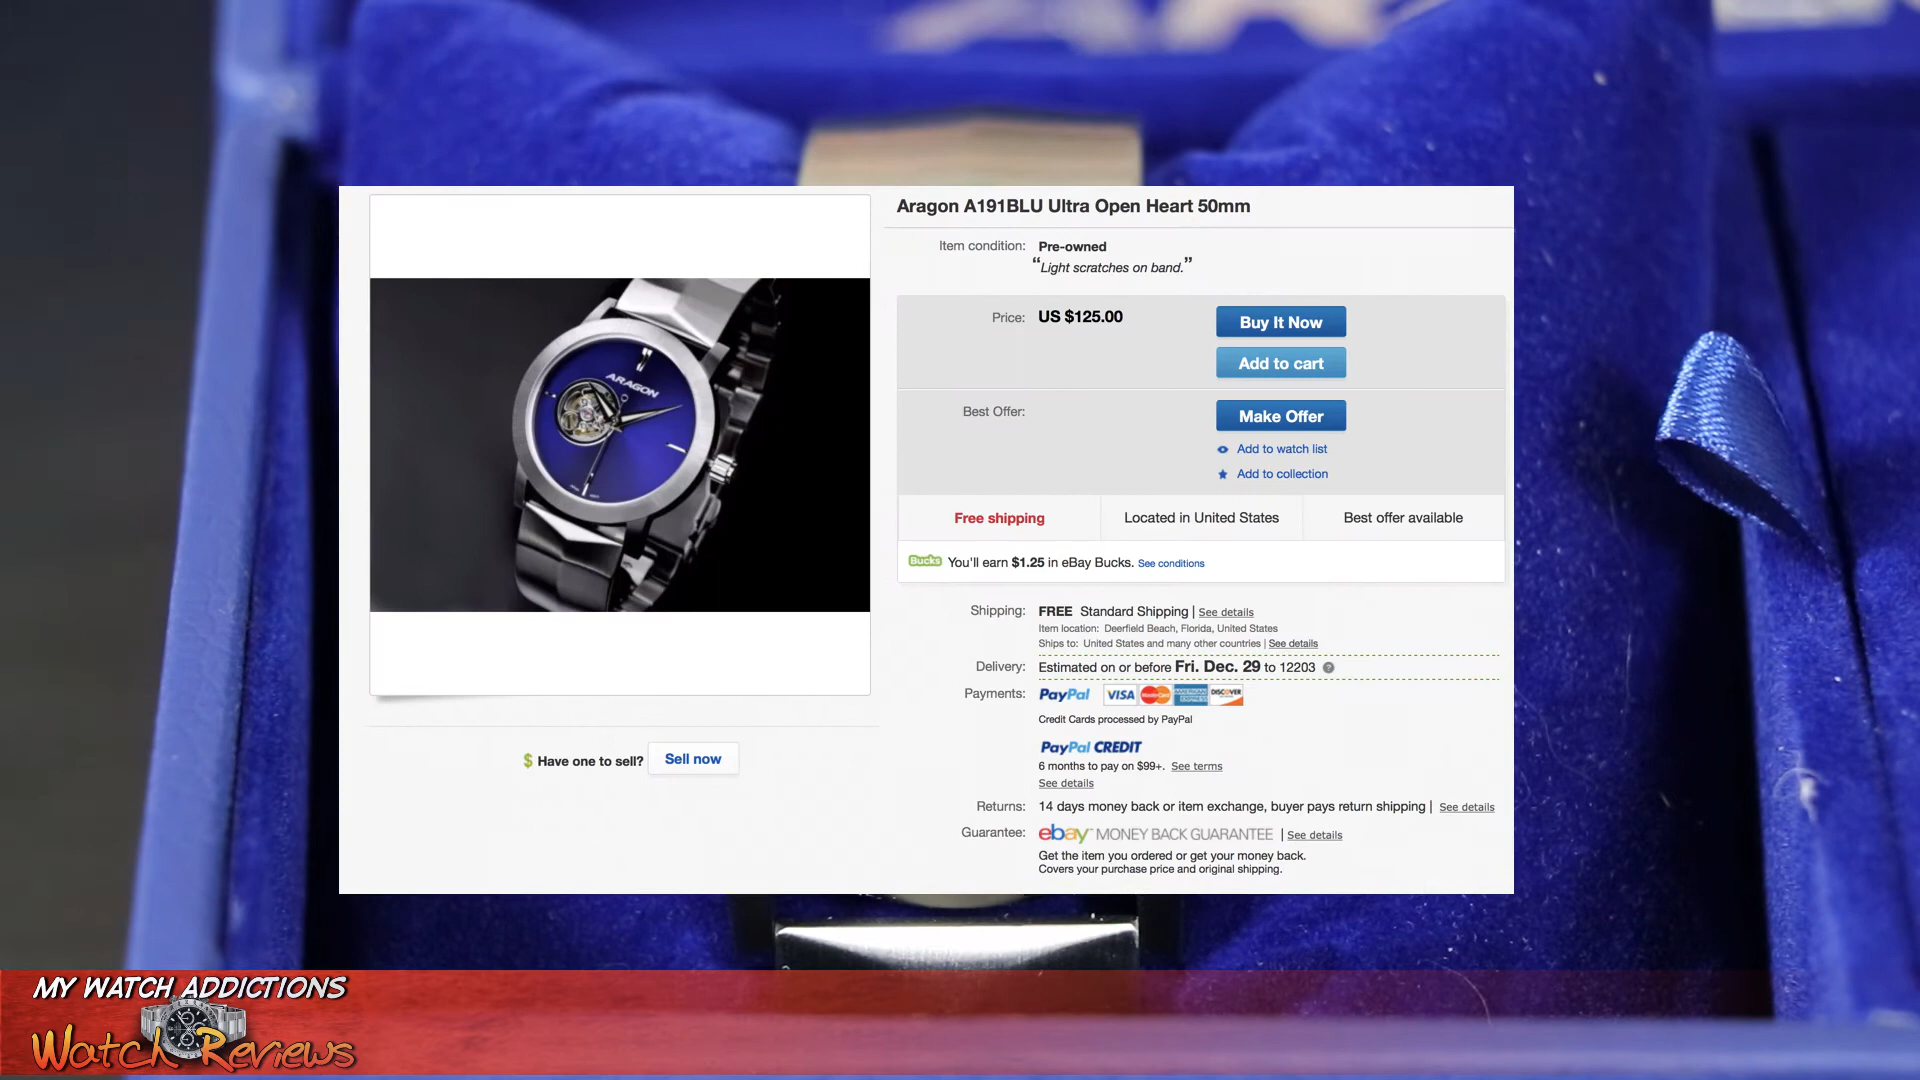 Aragon A191BLU Ultra Open Heart 50mm
Item condition: Pre-owned
“Light scratches on band.”
Price: US $125.00
Buy It Now
Add to cart
Best Offer:
Make Offer
Add to watch list
Add to collection
Free shipping
Located in United States
Best offer available
Bucks You'll earn $1.25 in eBay Bucks. See conditions
Shipping: FREE Standard Shipping | See details
Item location: Deerfield Beach, Florida, United States
Ships to: United States and many other countries | See details
Delivery: Estimated on or before Fri. Dec. 29 to 12203 ?
Payments: PayPal VISA MasterCard AMERICAN EXPRESS DISCOVER
Credit Cards processed by PayPal
PayPal CREDIT
6 months to pay on $99+. See terms
See details
Returns: 14 days money back or item exchange, buyer pays return shipping | See details
Guarantee: ebay MONEY BACK GUARANTEE | See details
Get the item you ordered or get your money back.
Covers your purchase price and original shipping.
ARAGON
$ Have one to sell? Sell now
MY WATCH ADDICTIONS
Watch Reviews